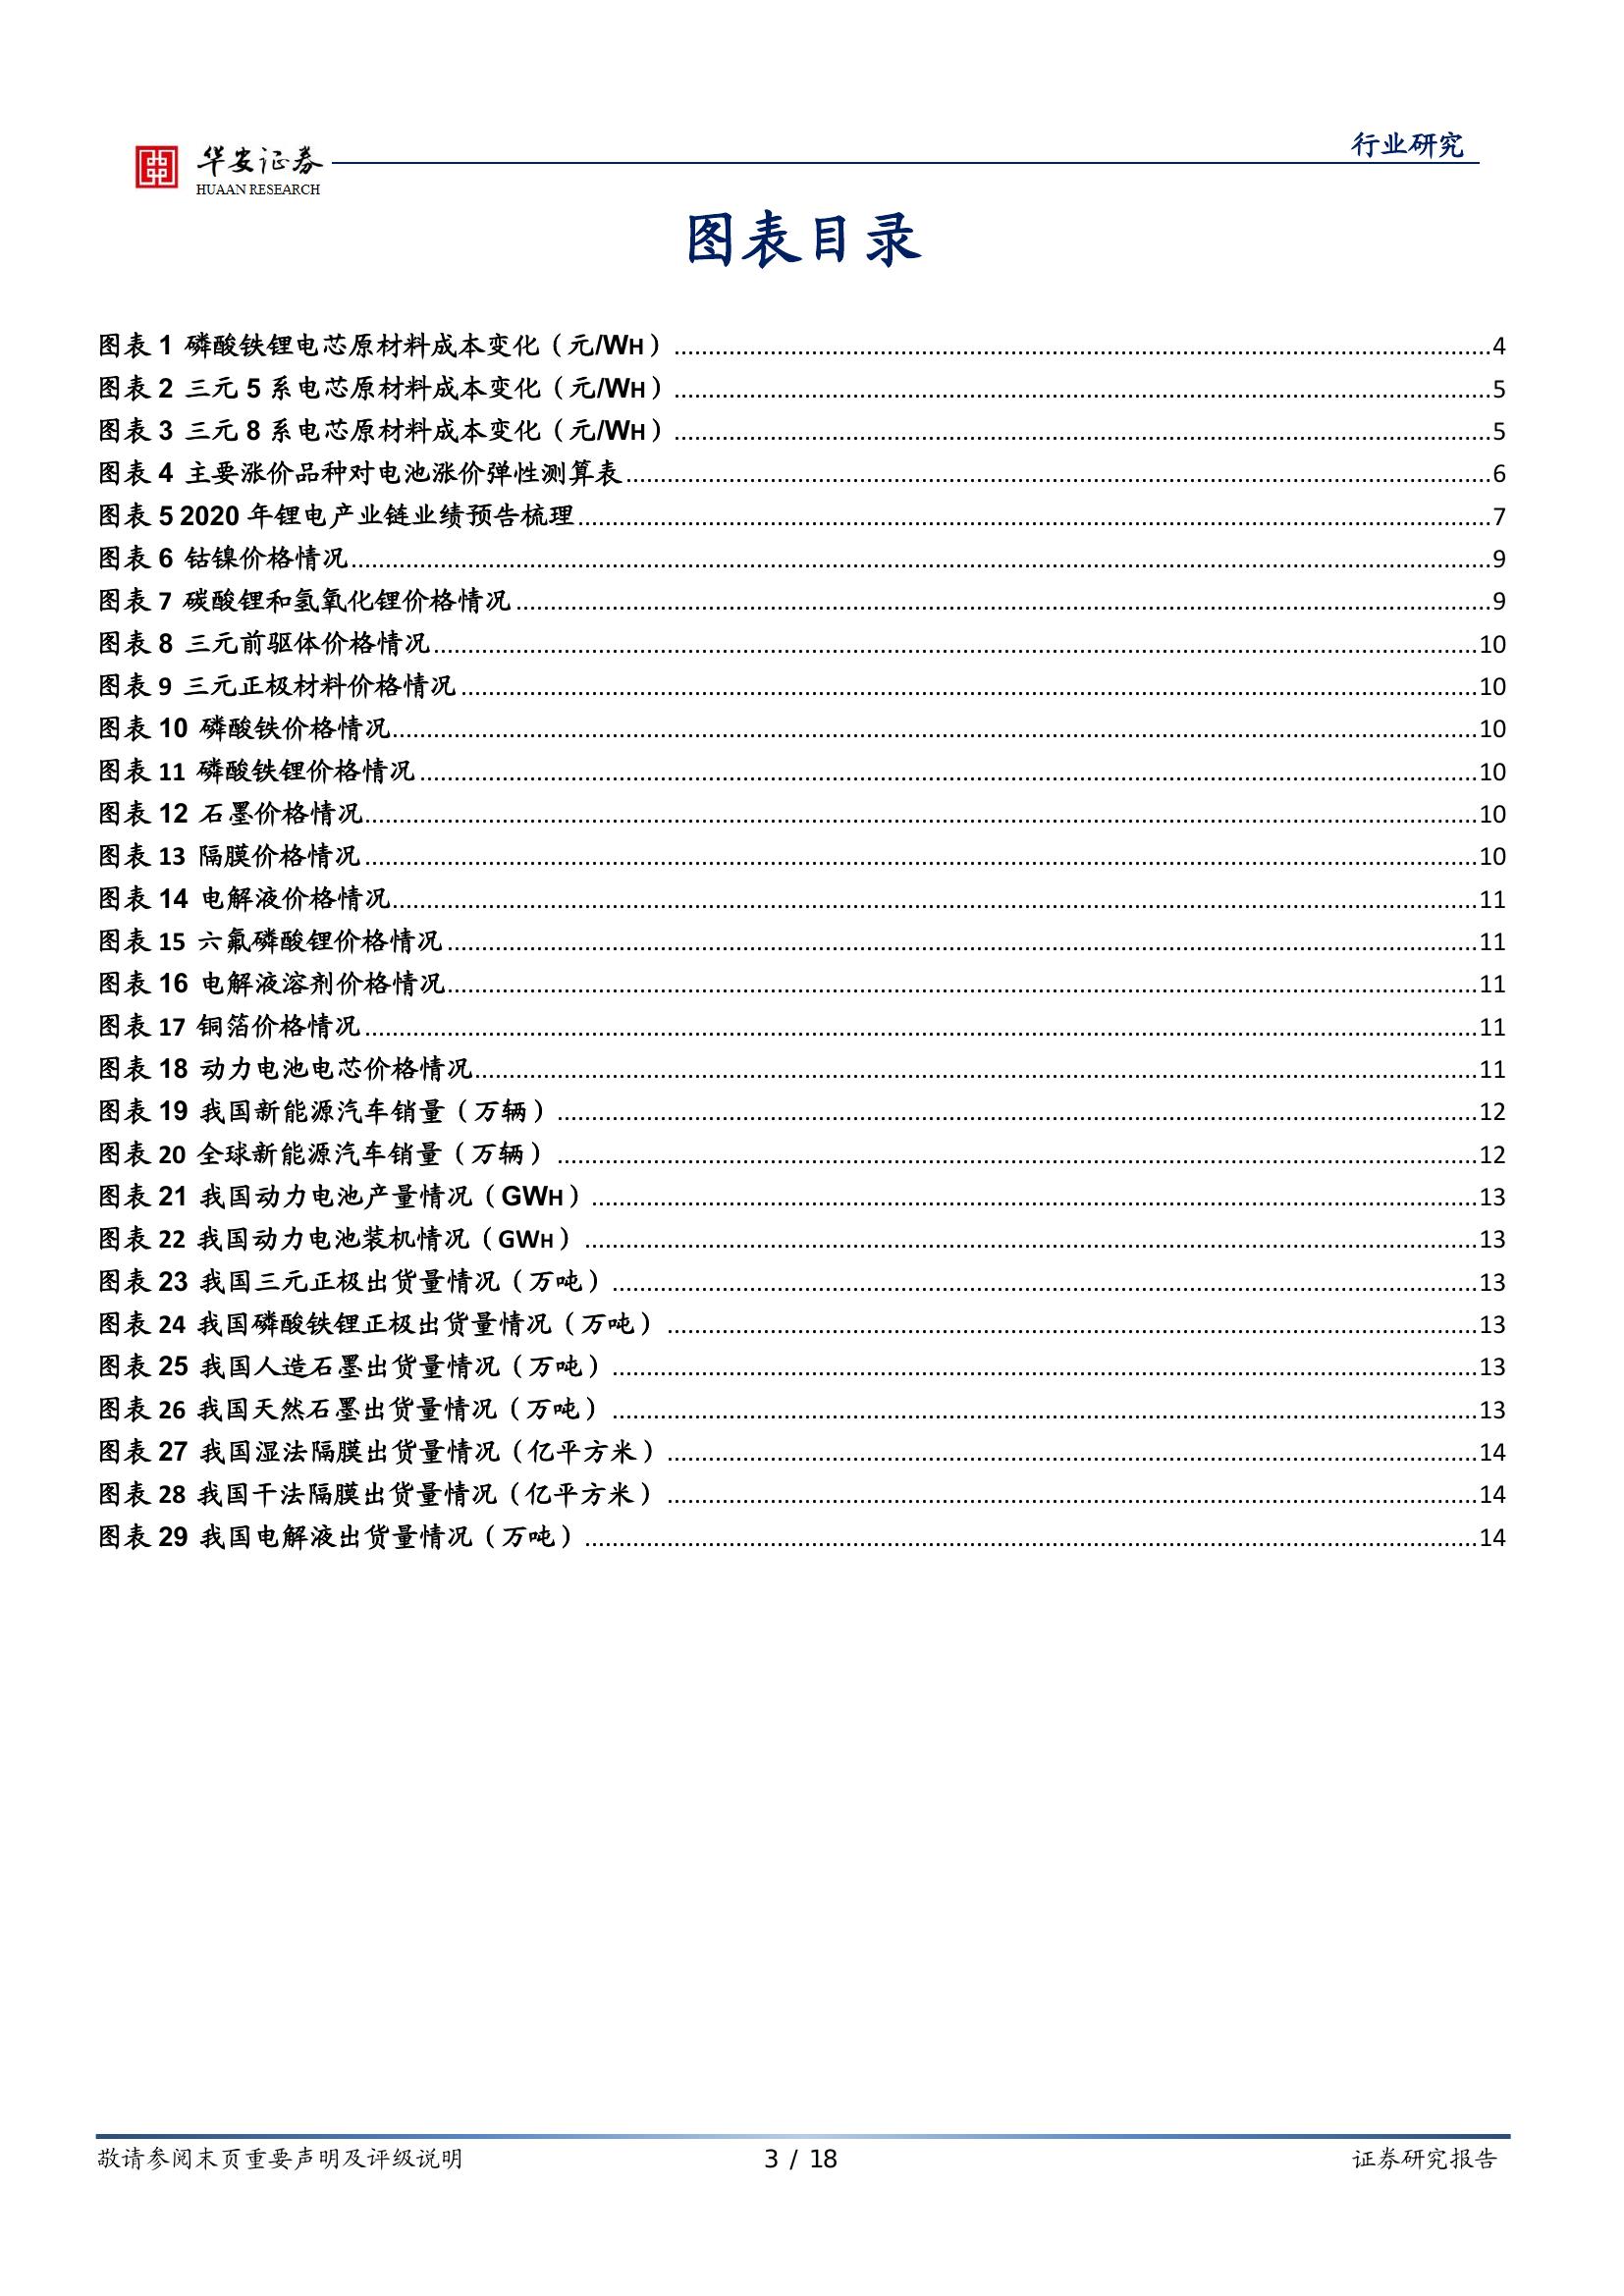 行业研究
华安证券
HUAAN RESEARCH
图表目录
图表 1 磷酸铁锂电芯原材料成本变化（元/WH）........4
图表 2 三元 5 系电芯原材料成本变化（元/WH）........5
图表 3 三元 8 系电芯原材料成本变化（元/WH）........5
图表 4 主要涨价品种对电池涨价弹性测算表........6
图表 5 2020 年锂电产业链业绩预告梳理........7
图表 6 钴镍价格情况........9
图表 7 碳酸锂和氢氧化锂价格情况........9
图表 8 三元前驱体价格情况........10
图表 9 三元正极材料价格情况........10
图表 10 磷酸铁价格情况........10
图表 11 磷酸铁锂价格情况........10
图表 12 石墨价格情况........10
图表 13 隔膜价格情况........10
图表 14 电解液价格情况........11
图表 15 六氟磷酸锂价格情况........11
图表 16 电解液溶剂价格情况........11
图表 17 铜箔价格情况........11
图表 18 动力电池电芯价格情况........11
图表 19 我国新能源汽车销量（万辆）........12
图表 20 全球新能源汽车销量（万辆）........12
图表 21 我国动力电池产量情况（GWH）........13
图表 22 我国动力电池装机情况（GWH）........13
图表 23 我国三元正极出货量情况（万吨）........13
图表 24 我国磷酸铁锂正极出货量情况（万吨）........13
图表 25 我国人造石墨出货量情况（万吨）........13
图表 26 我国天然石墨出货量情况（万吨）........13
图表 27 我国湿法隔膜出货量情况（亿平方米）........14
图表 28 我国干法隔膜出货量情况（亿平方米）........14
图表 29 我国电解液出货量情况（万吨）........14
敬请参阅末页重要声明及评级说明
3 / 18
证券研究报告